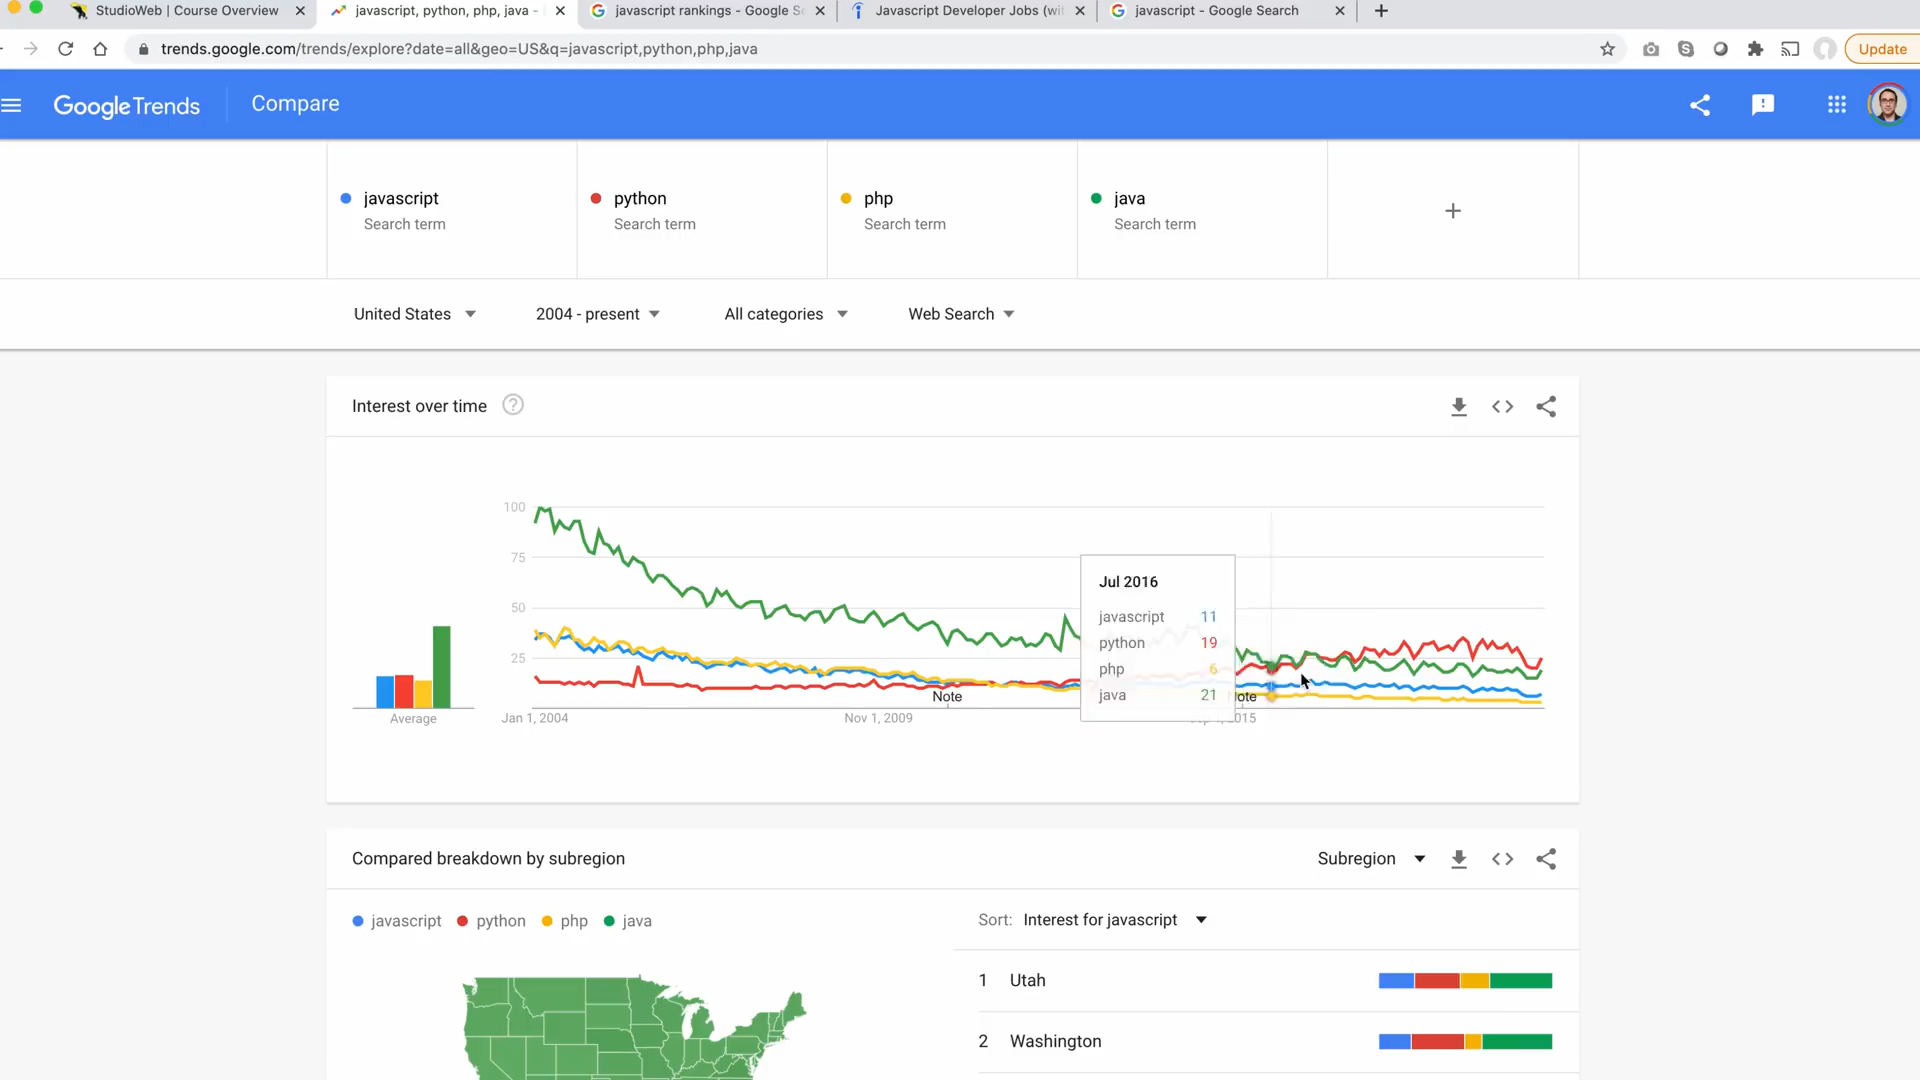 StudioWeb | Course Overview
javascript, python, php, java -
javascript rankings - Google Se
Javascript Developer Jobs (wit
javascript - Google Search
trends.google.com/trends/explore?date=all&geo=US&q=javascript,python,php,java
Update
Google Trends
Compare
javascript
Search term
python
Search term
php
Search term
java
Search term
United States
2004 - present
All categories
Web Search
Interest over time
100
75
50
25
Average
Jan 1, 2004
Nov 1, 2009
Note
Jul 2016
javascript 11
python 19
php 6
java 21
Compared breakdown by subregion
Subregion
javascript
python
php
java
Sort: Interest for javascript
1 Utah
2 Washington